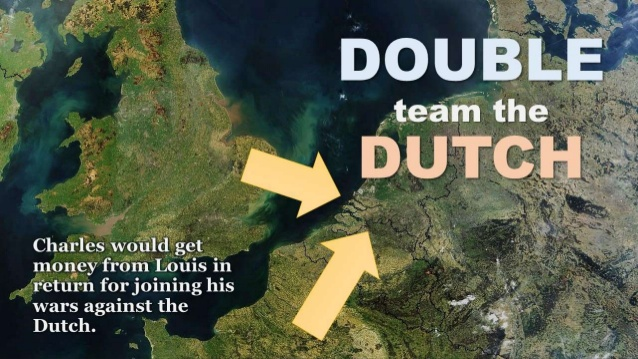 DOUBLE
team the
DUTCH
Charles would get
money from Louis in
return for joining his
wars against the
Dutch.